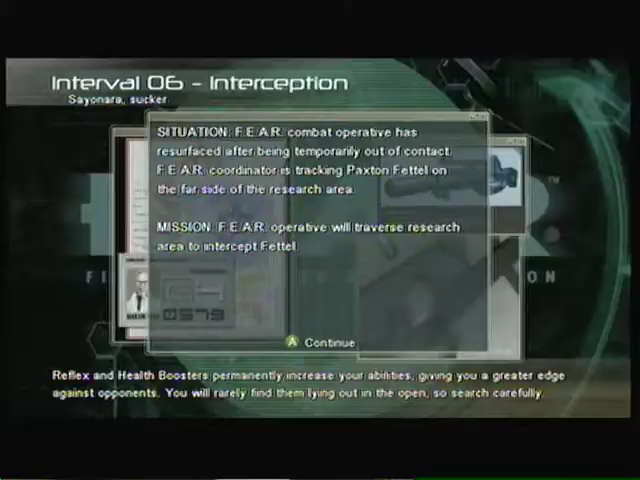 Interval 06 - Interception
Sayonara, sucker.
SITUATION: F.E.A.R. combat operative has
resurfaced after being temporarily out of contact.
F.E.A.R. coordinator is tracking Paxton Fettel on
the far side of the research area.
MISSION: F.E.A.R. operative will traverse research
area to intercept Fettel.
0579
A Continue
Reflex and Health Boosters permanently increase your abilities, giving you a greater edge
against opponents. You will rarely find them lying out in the open, so search carefully.